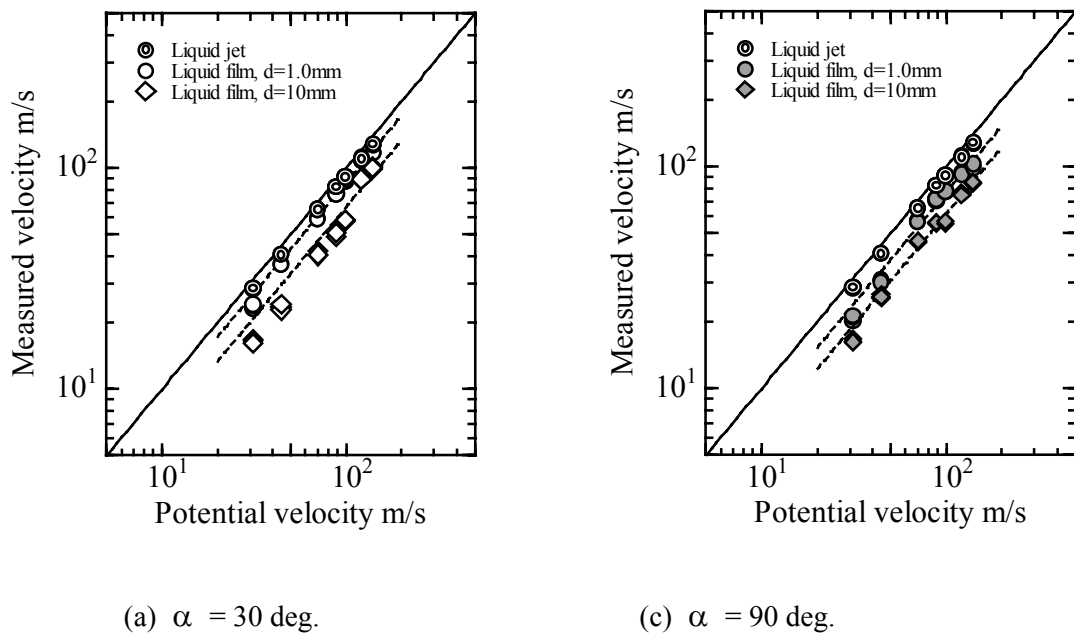 Liquid jet
Liquid film, d=1.0mm
Liquid film, d=10mm
10²
10¹
Measured velocity m/s
10¹ 10²
Potential velocity m/s
(a) α = 30 deg.
Liquid jet
Liquid film, d=1.0mm
Liquid film, d=10mm
10²
10¹
Measured velocity m/s
10¹ 10²
Potential velocity m/s
(c) α = 90 deg.